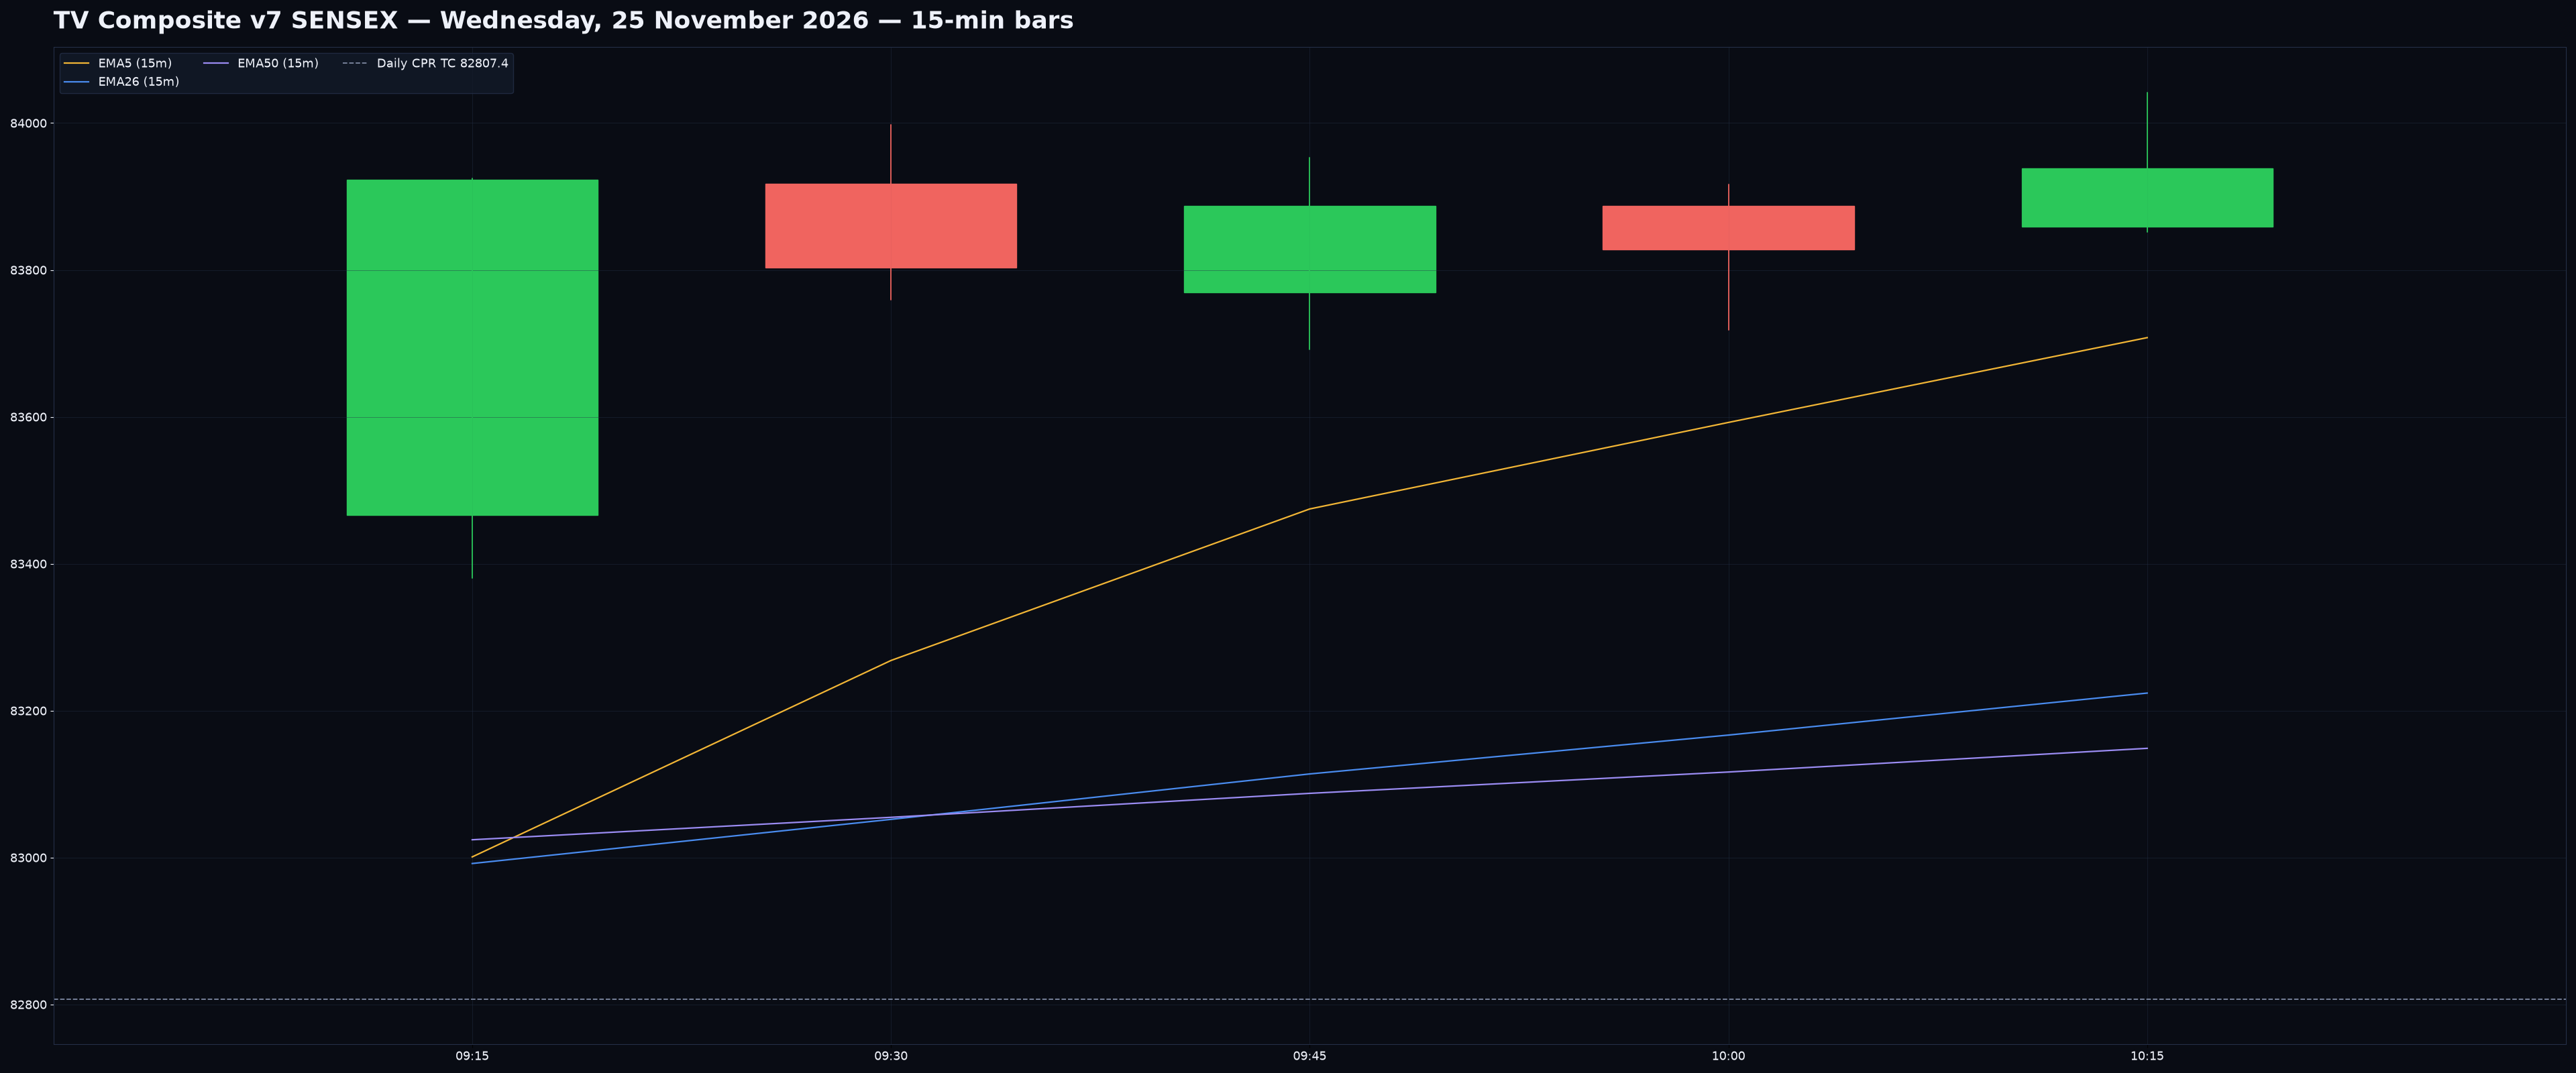 TV Composite v7 SENSEX — Wednesday, 25 November 2026 — 15-min bars
EMA5 (15m)
EMA26 (15m)
EMA50 (15m)
Daily CPR TC 82807.4
84000
83800
83600
83400
83200
83000
82800
09:15
09:30
09:45
10:00
10:15